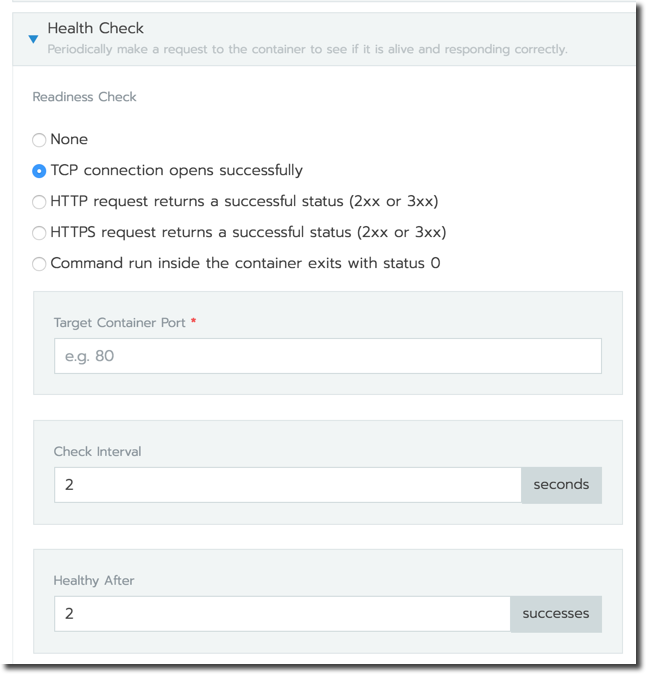 Health Check
Periodically make a request to the container to see if it is alive and responding correctly.
Readiness Check
None
TCP connection opens successfully
HTTP request returns a successful status (2xx or 3xx)
HTTPS request returns a successful status (2xx or 3xx)
Command run inside the container exits with status 0
Target Container Port *
e.g. 80
Check Interval
2 seconds
Healthy After
2 successes